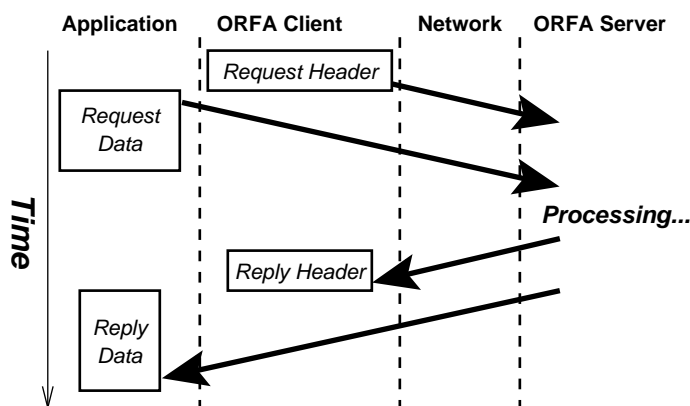 Application ORFA Client Network ORFA Server
Request Header
Request
Data
Time
Processing...
Reply Header
Reply
Data